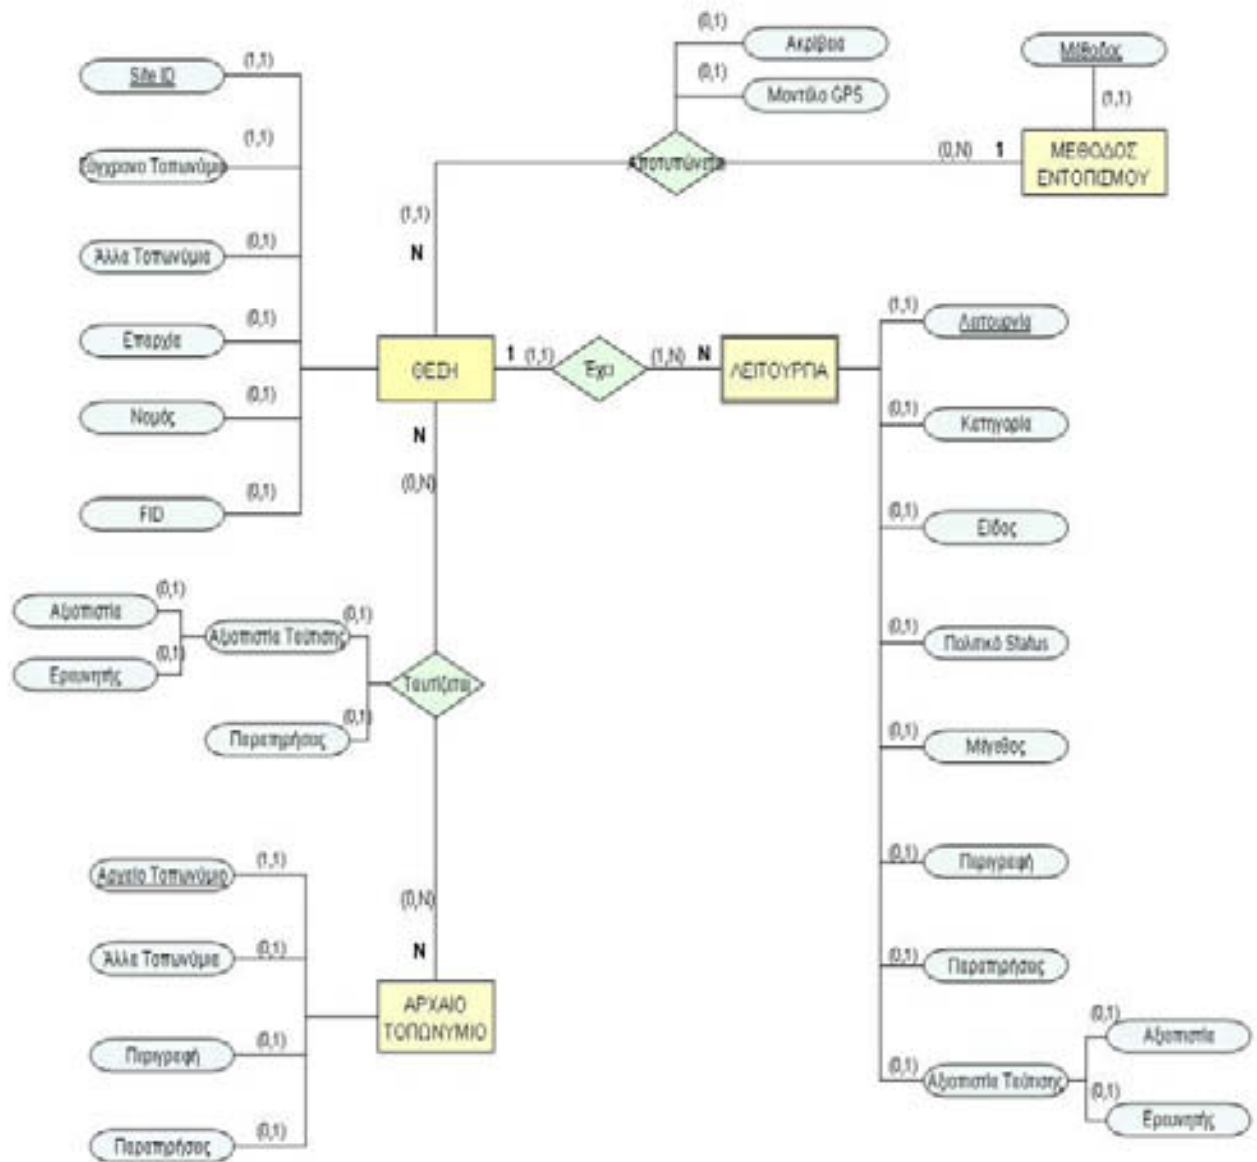 (0,1)
Ακρίβεια
(0,1)
Μοντέλο GPS
Μέθοδος
(1,1)
Αποτυπώνεται
(0,N) 1
ΜΕΘΟΔΟΣ
ΕΝΤΟΠΙΣΜΟΥ
(1,1)
N
Site ID
(1,1)
Σύγχρονο Τοπωνύμιο
(1,1)
Άλλα Τοπωνύμια
(0,1)
Επαρχία
(0,1)
Νομός
(0,1)
FID
(0,1)
ΘΕΣΗ
1 (1,1)
Έχει
(1,N) N
ΛΕΙΤΟΥΡΓΙΑ
(1,1)
Λειτουργία
(0,1)
Κατηγορία
(0,1)
Είδος
(0,1)
Πολιτικό Status
(0,1)
Μέγεθος
(0,1)
Περιγραφή
(0,1)
Παρατηρήσεις
(0,1)
Αξιοπιστία Ταύτισης
(0,1)
Αξιοπιστία
(0,1)
Ερευνητής
N
(0,N)
Αξιοπιστία
(0,1)
Ερευνητής
(0,1)
Αξιοπιστία Ταύτισης
(0,1)
Παρατηρήσεις
(0,1)
Ταυτίζεται
(0,N)
N
ΑΡΧΑΙΟ
ΤΟΠΩΝΥΜΙΟ
Αρχαίο Τοπωνύμιο
(1,1)
Άλλα Τοπωνύμια
(0,1)
Περιγραφή
(0,1)
Παρατηρήσεις
(0,1)